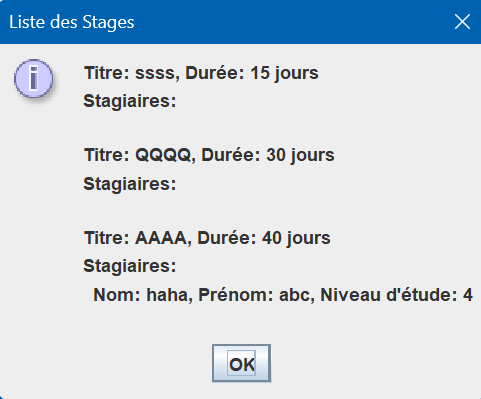 Liste des Stages
Titre: ssss, Durée: 15 jours
Stagiaires:
Titre: QQQQ, Durée: 30 jours
Stagiaires:
Titre: AAAA, Durée: 40 jours
Stagiaires:
Nom: haha, Prénom: abc, Niveau d'étude: 4
OK